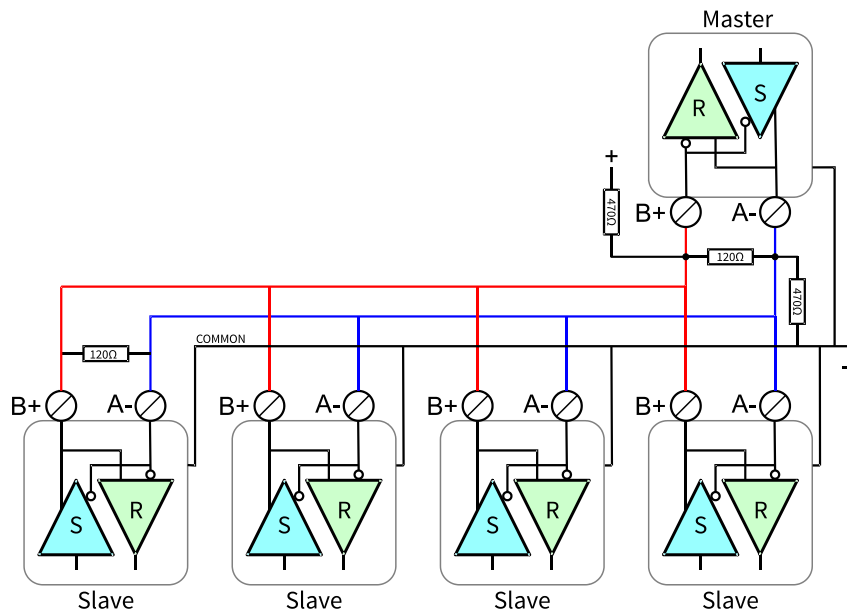 Master
R
S
+
470Ω
B+
A-
120Ω
470Ω
COMMON
-
120Ω
B+
A-
B+
A-
B+
A-
B+
A-
S
R
S
R
S
R
S
R
Slave
Slave
Slave
Slave